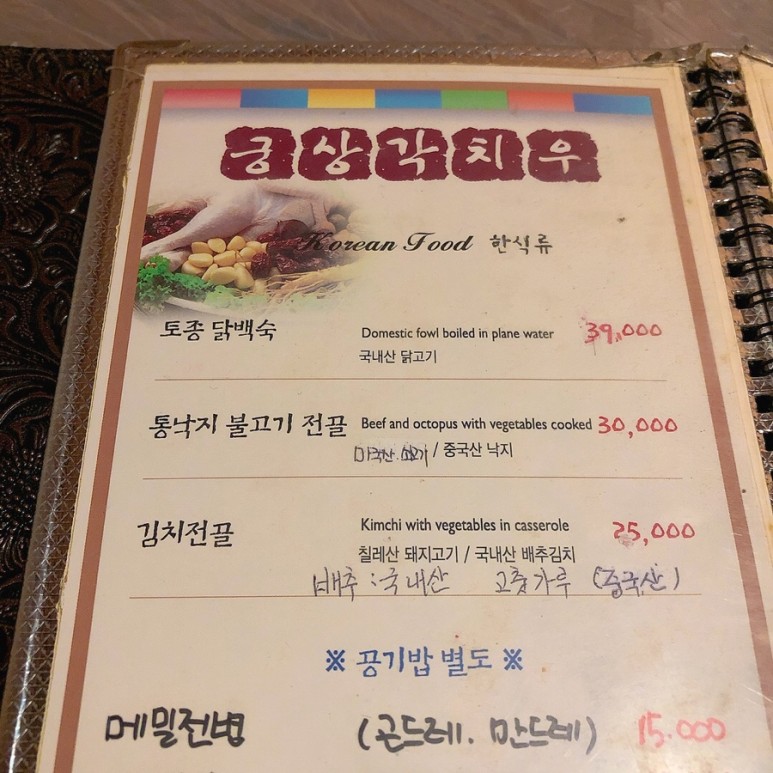 궁상각치우
Korean Food 한식류
토종 닭백숙 Domestic fowl boiled in plane water 39,000
국내산 닭고기
통낙지 불고기 전골 Beef and octopus with vegetables cooked 30,000
미국산 소고기 / 중국산 낙지
김치전골 Kimchi with vegetables in casserole 25,000
칠레산 돼지고기 / 국내산 배추김치
배추 : 국내산 고춧가루 (중국산)
※ 공기밥 별도 ※
메밀전병 (곤드레. 만드레) 15.000